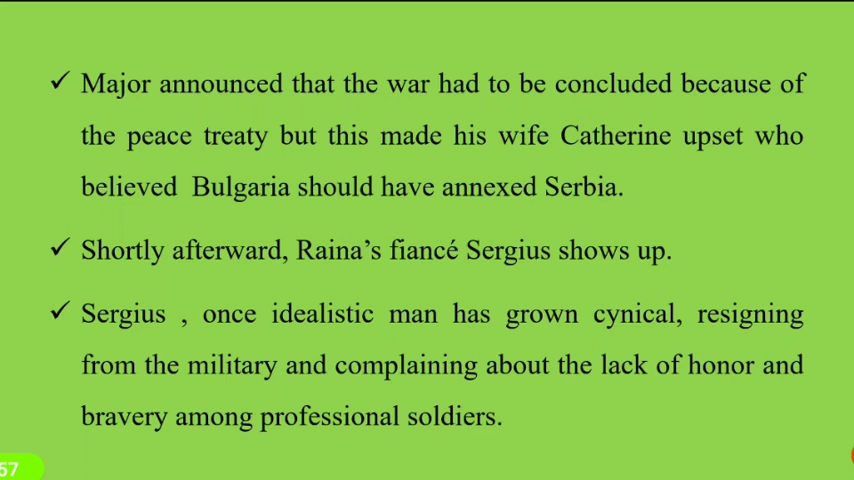 ✓ Major announced that the war had to be concluded because of
the peace treaty but this made his wife Catherine upset who
believed Bulgaria should have annexed Serbia.
✓ Shortly afterward, Raina’s fiancé Sergius shows up.
✓ Sergius , once idealistic man has grown cynical, resigning
from the military and complaining about the lack of honor and
bravery among professional soldiers.
57